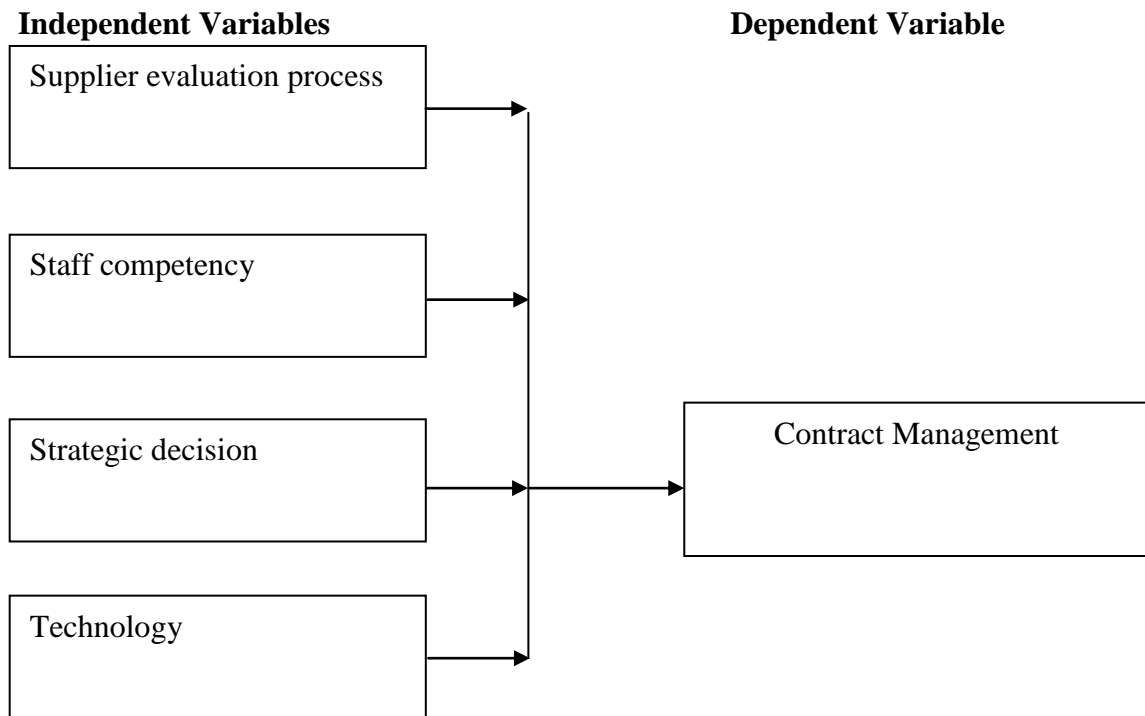 Independent Variables
Dependent Variable
Supplier evaluation process
Staff competency
Strategic decision
Contract Management
Technology